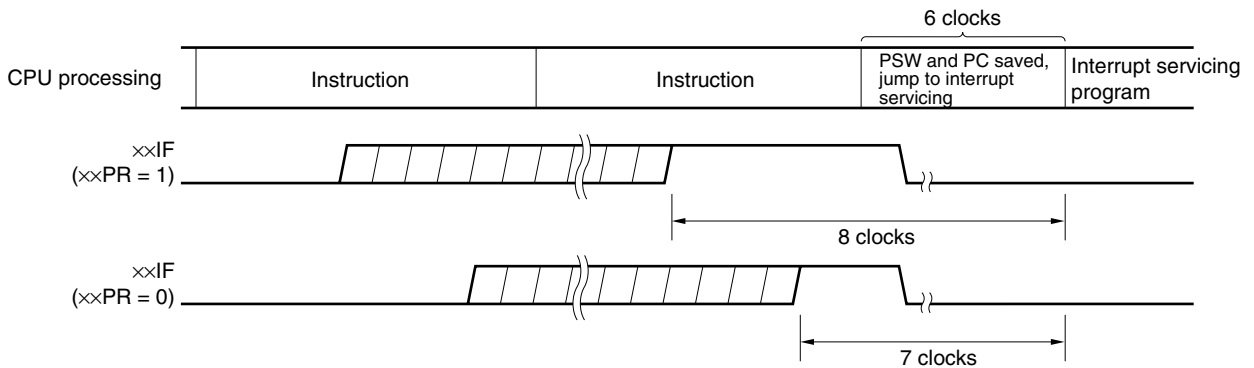 6 clocks
CPU processing
Instruction
Instruction
PSW and PC saved,
jump to interrupt
servicing
Interrupt servicing
program
××IF
(××PR = 1)
8 clocks
××IF
(××PR = 0)
7 clocks